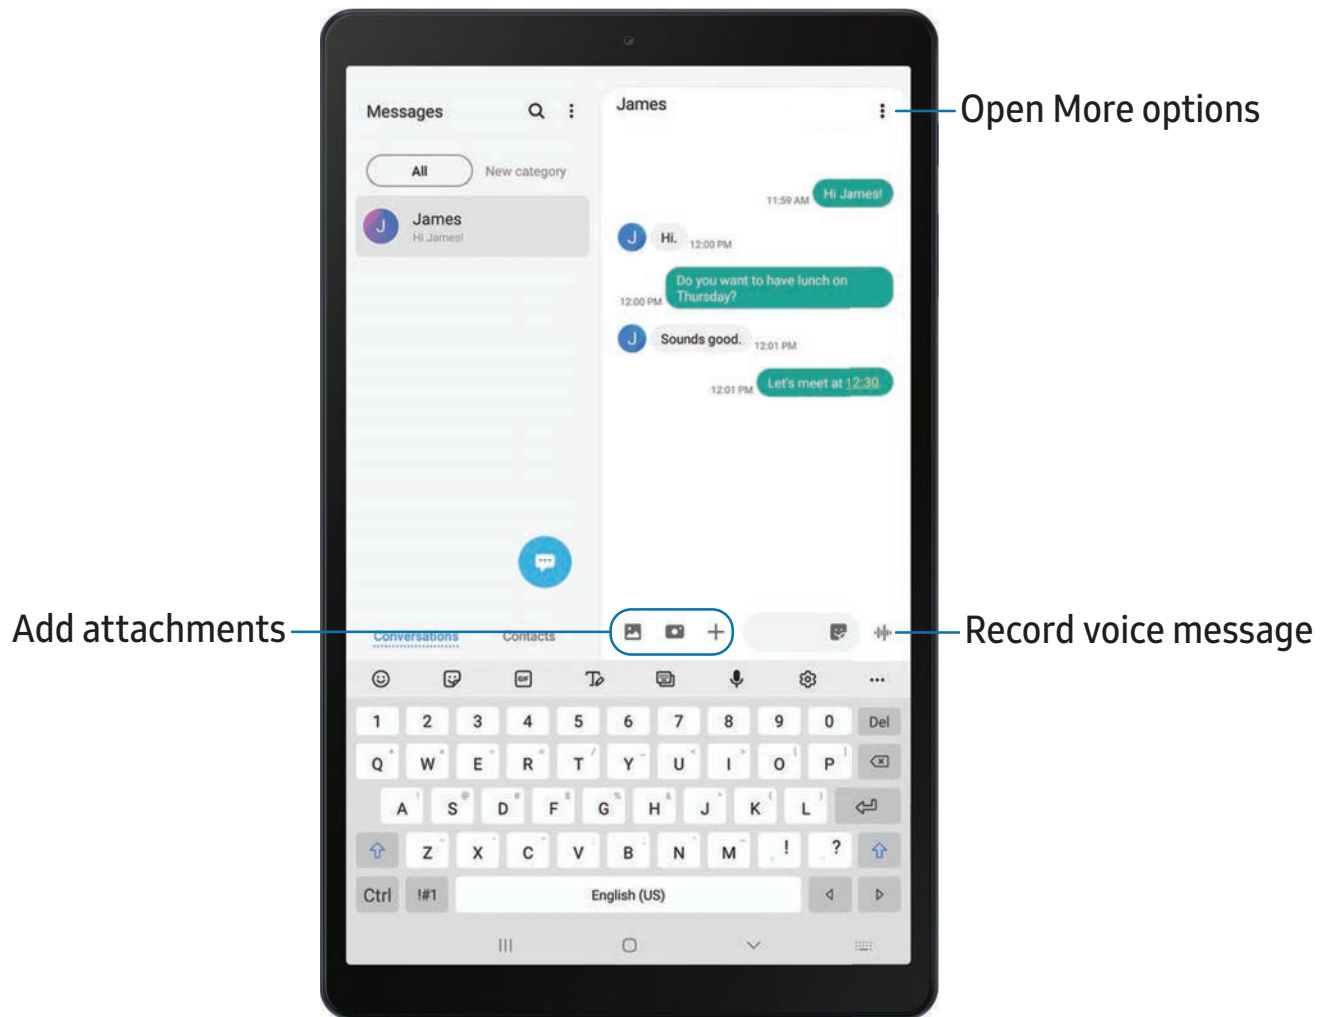 Messages
James
Open More options
All
New category
Hi James!
11:59 AM
J
James
Hi James!
J
Hi.
12:00 PM
Do you want to have lunch on
Thursday?
12:00 PM
J
Sounds good.
12:01 PM
Let's meet at 12:30.
12:01 PM
Add attachments
Conversations
Contacts
Record voice message
GIF
T
1 2 3 4 5 6 7 8 9 0 Del
Q W E R T Y U I O P
A S D F G H J K L
Z X C V B N M , ! . ?
Ctrl !#1 English (US)